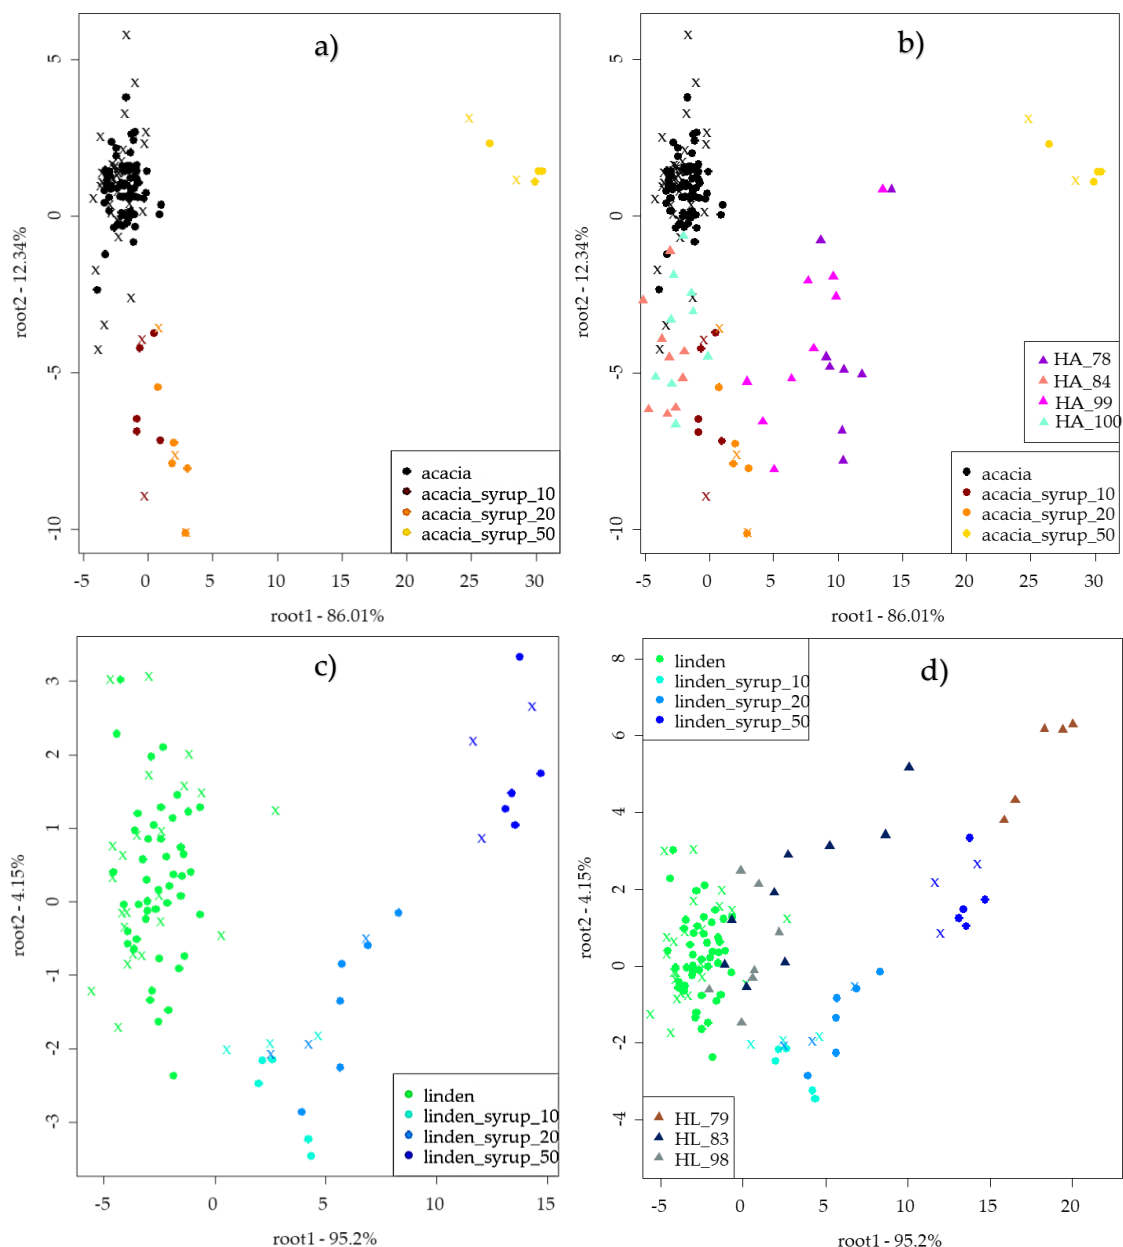 a)
5
0
-5
-10
root2 - 12.34%
acacia
acacia_syrup_10
acacia_syrup_20
acacia_syrup_50
-5 0 5 10 15 20 25 30
root1 - 86.01%
b)
5
0
-5
-10
root2 - 12.34%
HA_78
HA_84
HA_99
HA_100
acacia
acacia_syrup_10
acacia_syrup_20
acacia_syrup_50
-5 0 5 10 15 20 25 30
root1 - 86.01%
c)
3
2
1
0
-1
-2
-3
root2 - 4.15%
linden
linden_syrup_10
linden_syrup_20
linden_syrup_50
-5 0 5 10 15
root1 - 95.2%
d)
linden
linden_syrup_10
linden_syrup_20
linden_syrup_50
8
6
4
2
0
-2
-4
root2 - 4.15%
HL_79
HL_83
HL_98
-5 0 5 10 15 20
root1 - 95.2%